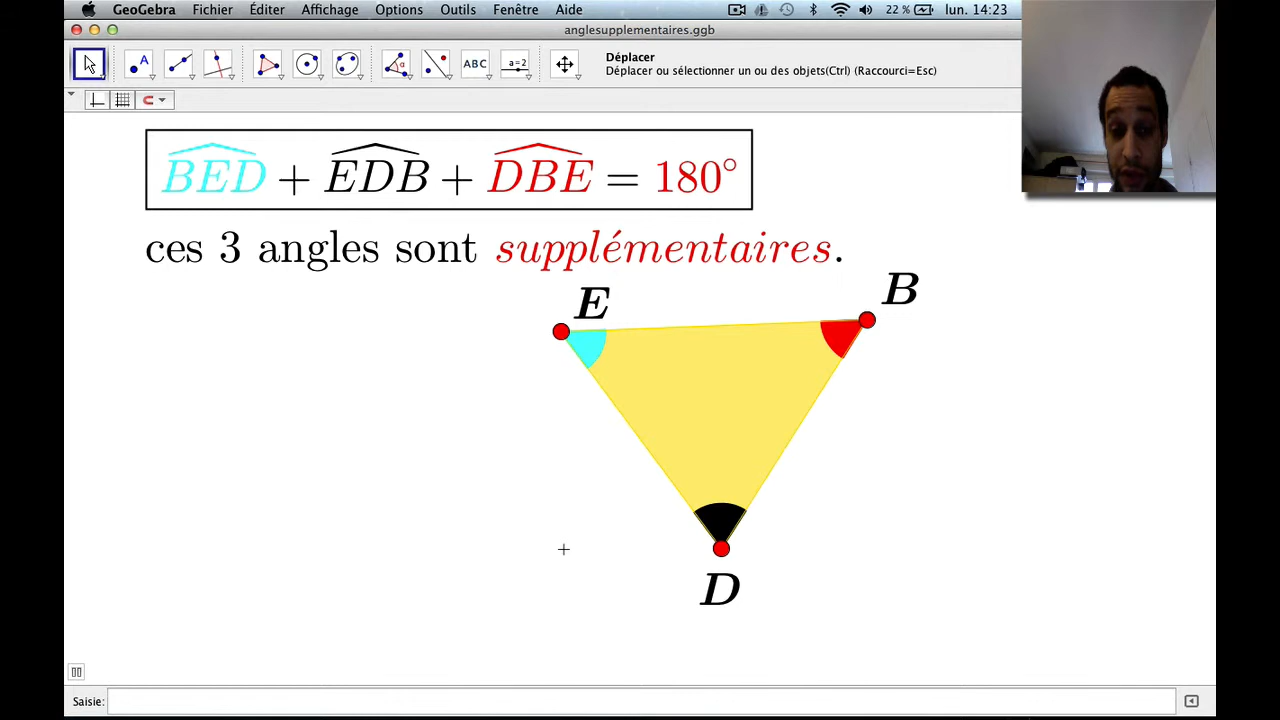 GeoGebra Fichier Éditer Affichage Options Outils Fenêtre Aide 22 % lun. 14:23
anglesupplementaires.ggb
A ABC a=2 Déplacer
Déplacer ou sélectionner un ou des objets(Ctrl) (Raccourci=Esc)
BED + EDB + DBE = 180°
ces 3 angles sont supplémentaires.
E
B
D
Saisie: